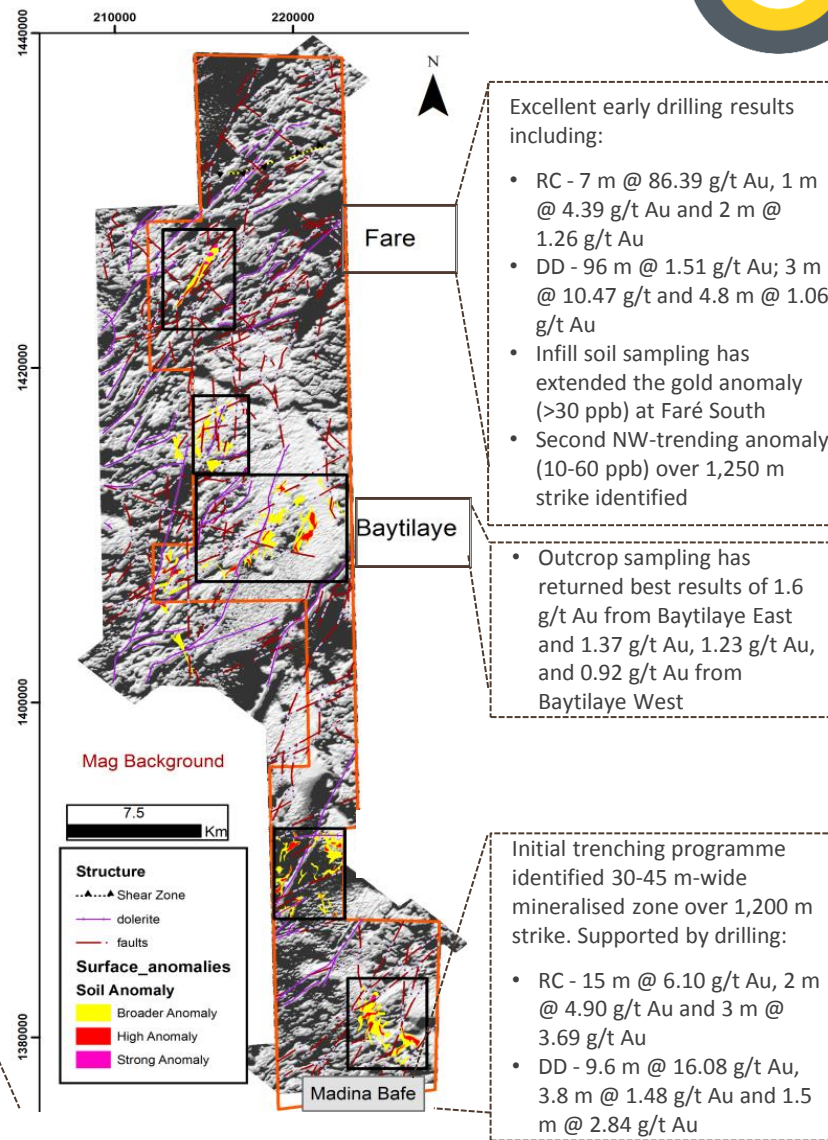 210000
220000
1440000
1420000
1400000
1380000
N
Fare
Baytilaye
Madina Bafe
Mag Background
7.5
Km
Structure
Shear Zone
dolerite
faults
Surface_anomalies
Soil Anomaly
Broader Anomaly
High Anomaly
Strong Anomaly
Excellent early drilling results
including:
• RC - 7 m @ 86.39 g/t Au, 1 m
@ 4.39 g/t Au and 2 m @
1.26 g/t Au
• DD - 96 m @ 1.51 g/t Au; 3 m
@ 10.47 g/t and 4.8 m @ 1.06
g/t Au
• Infill soil sampling has
extended the gold anomaly
(>30 ppb) at Faré South
• Second NW-trending anomaly
(10-60 ppb) over 1,250 m
strike identified
• Outcrop sampling has
returned best results of 1.6
g/t Au from Baytilaye East
and 1.37 g/t Au, 1.23 g/t Au,
and 0.92 g/t Au from
Baytilaye West
Initial trenching programme
identified 30-45 m-wide
mineralised zone over 1,200 m
strike. Supported by drilling:
• RC - 15 m @ 6.10 g/t Au, 2 m
@ 4.90 g/t Au and 3 m @
3.69 g/t Au
• DD - 9.6 m @ 16.08 g/t Au,
3.8 m @ 1.48 g/t Au and 1.5
m @ 2.84 g/t Au